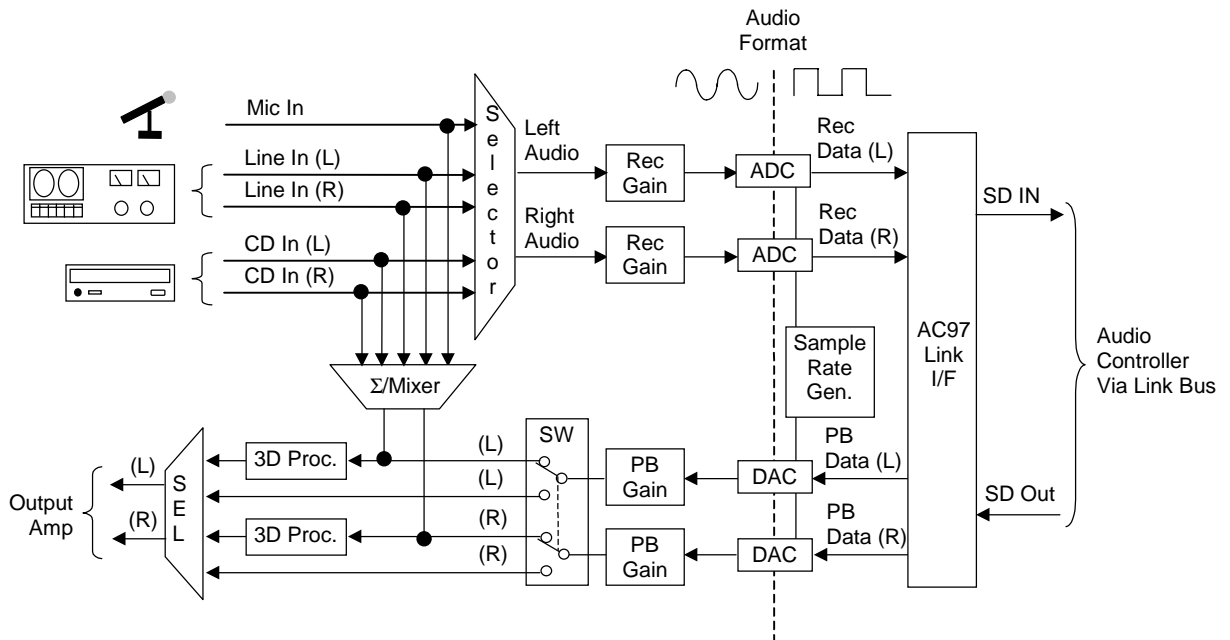 Audio
Format
Mic In
Line In (L)
Line In (R)
CD In (L)
CD In (R)
Selector
Left
Audio
Right
Audio
Rec
Gain
Rec
Gain
ADC
ADC
Rec
Data (L)
Rec
Data (R)
SD IN
AC97
Link
I/F
Audio
Controller
Via Link Bus
Sample
Rate
Gen.
Σ/Mixer
SW
(L)
(L)
(R)
(R)
3D Proc.
3D Proc.
SEL
(L)
(R)
Output
Amp
PB
Gain
PB
Gain
DAC
DAC
PB
Data (L)
PB
Data (R)
SD Out